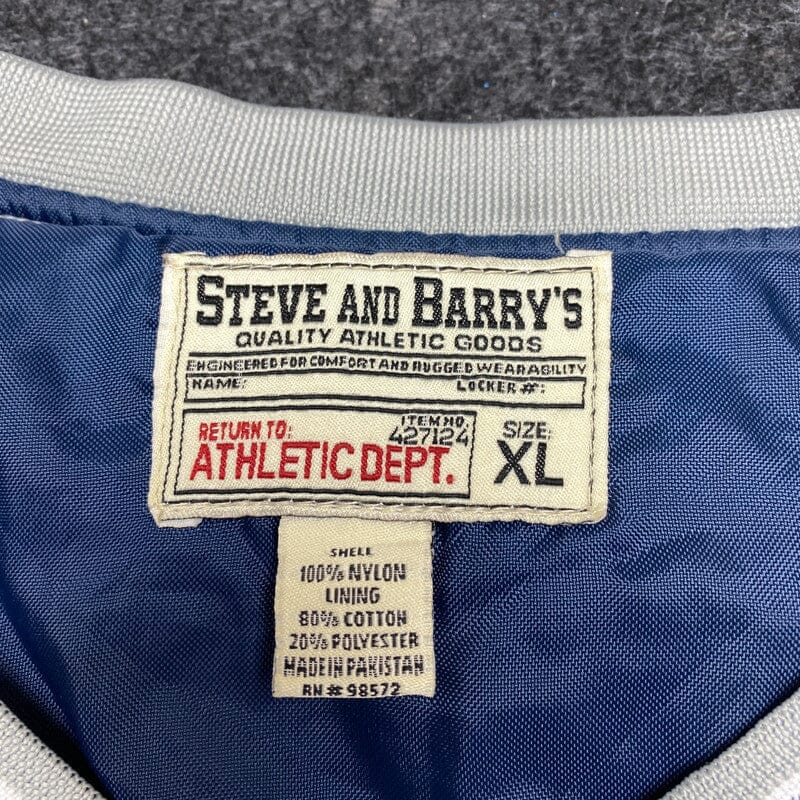 STEVE AND BARRY'S
QUALITY ATHLETIC GOODS
ENGINEERED FOR COMFORT AND RUGGED WEARABILITY
NAME: LOCKER #:
RETURN TO: ITEM NO. 427124
ATHLETIC DEPT.
SIZE:
XL
SHELL
100% NYLON
LINING
80% COTTON
20% POLYESTER
MADE IN PAKISTAN
RN # 98572